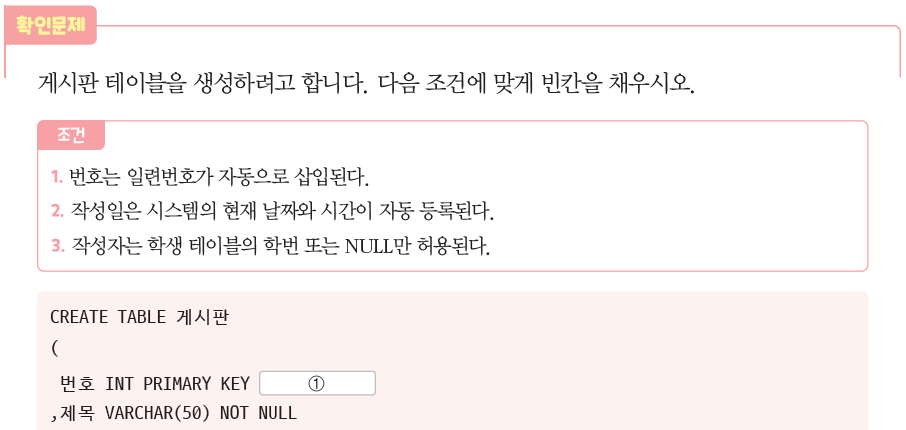 확인문제
게시판 테이블을 생성하려고 합니다. 다음 조건에 맞게 빈칸을 채우시오.
조건
1. 번호는 일련번호가 자동으로 삽입된다.
2. 작성일은 시스템의 현재 날짜와 시간이 자동 등록된다.
3. 작성자는 학생 테이블의 학번 또는 NULL만 허용된다.
CREATE TABLE 게시판
(
번호 INT PRIMARY KEY ①
,제목 VARCHAR(50) NOT NULL